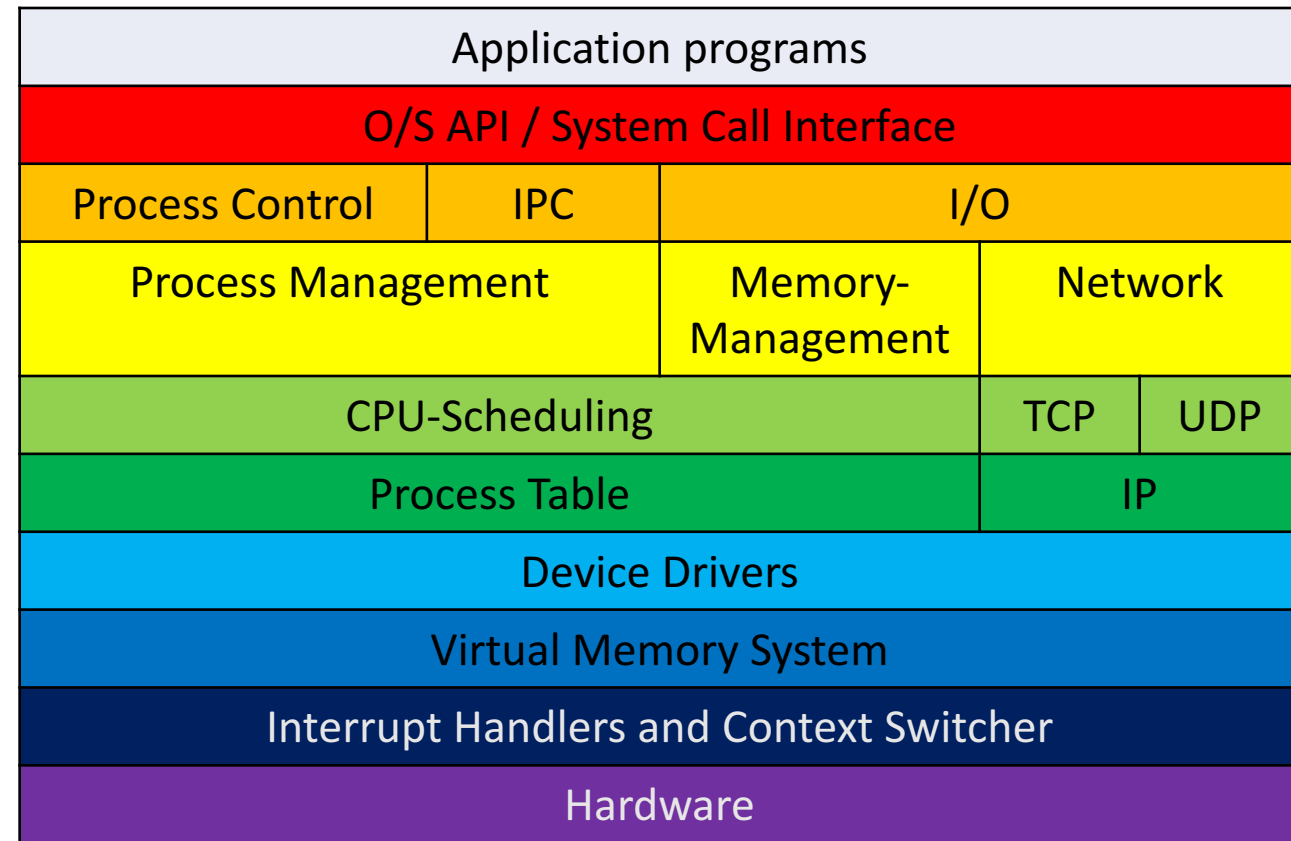 Application programs
O/S API / System Call Interface
Process Control
IPC
I/O
Process Management
Memory-
Management
Network
CPU-Scheduling
TCP
UDP
Process Table
IP
Device Drivers
Virtual Memory System
Interrupt Handlers and Context Switcher
Hardware